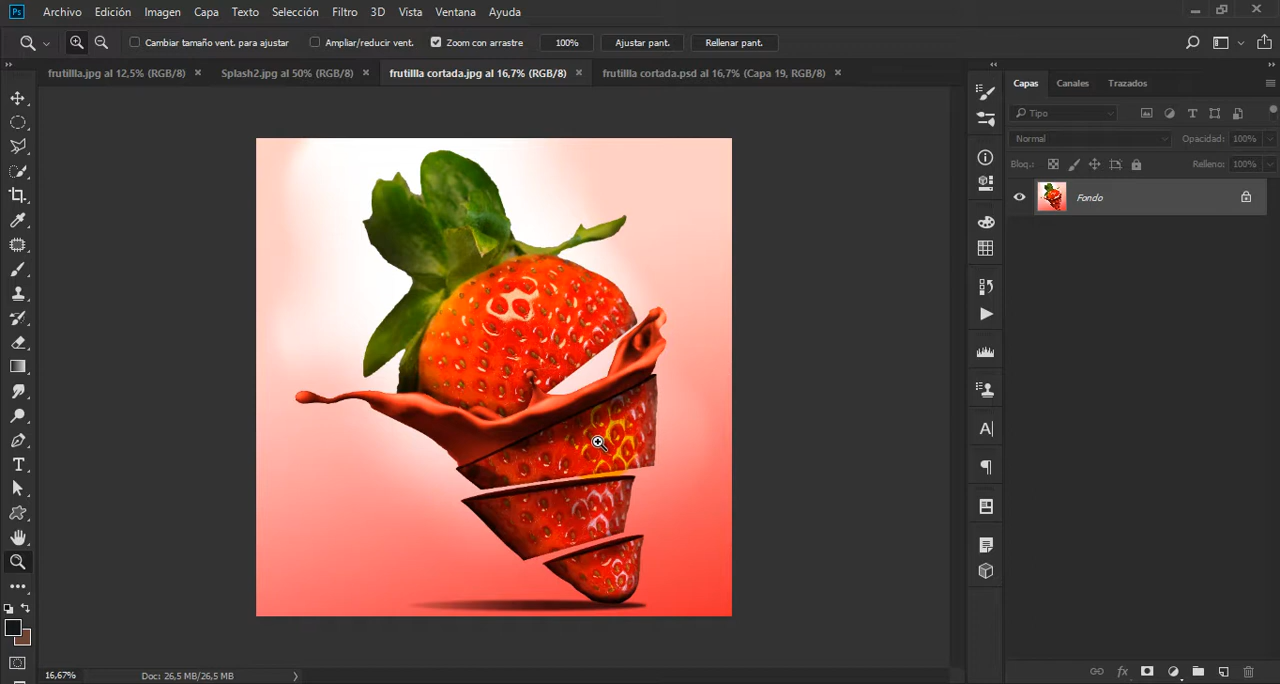 Ps Archivo Edición Imagen Capa Texto Selección Filtro 3D Vista Ventana Ayuda
Cambiar tamaño vent. para ajustar Ampliar/reducir vent. Zoom con arrastre 100% Ajustar pant. Rellenar pant.
frutillla.jpg al 12,5% (RGB/8) × Splash2.jpg al 50% (RGB/8) × frutillla cortada.jpg al 16,7% (RGB/8) × frutillla cortada.psd al 16,7% (Capa 19, RGB/8) ×
Capas Canales Trazados
Tipo
Normal Opacidad: 100%
Bloq.: Relleno: 100%
Fondo
16,67% Doc: 26,5 MB/26,5 MB